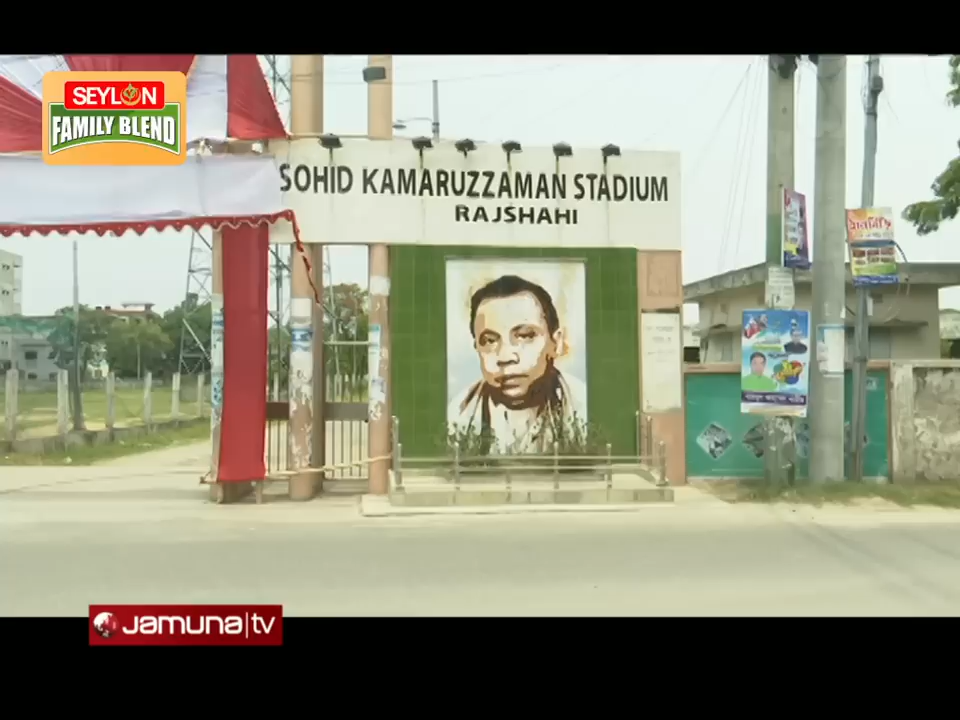 SEYLON
FAMILY BLEND
SOHID KAMARUZZAMAN STADIUM
RAJSHAHI
Jamuna|tv